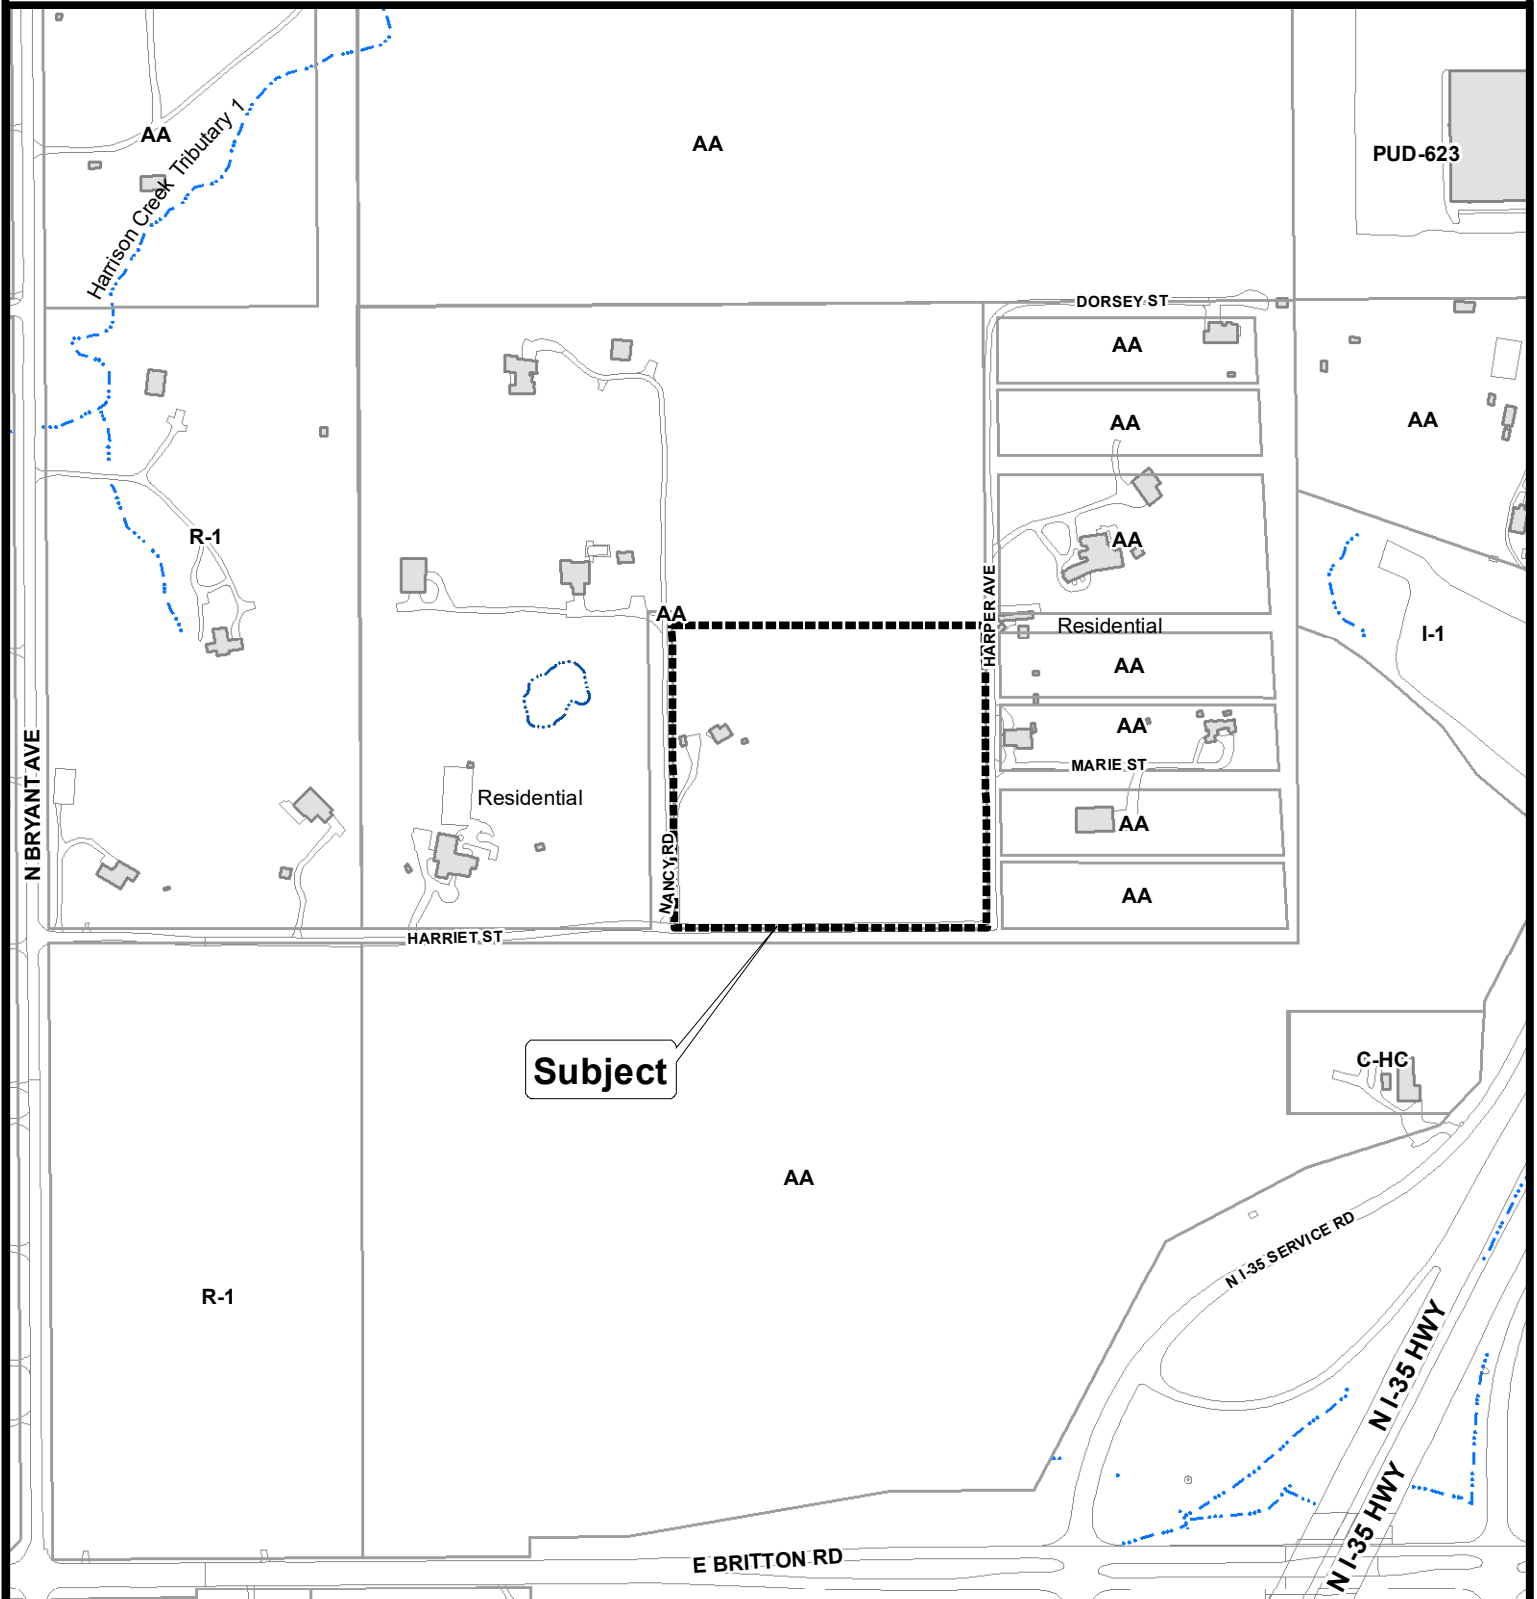 AA
AA
PUD-623
Harrison Creek Tributary 1
DORSEY ST
AA
AA
AA
R-1
AA
HARPER AVE
AA
Residential
I-1
AA
AA
MARIE ST
N BRYANT AVE
Residential
NANCY RD
AA
AA
HARRIET ST
Subject
C-HC
AA
N I-35 SERVICE RD
R-1
N I-35 HWY
N I-35 HWY
E BRITTON RD